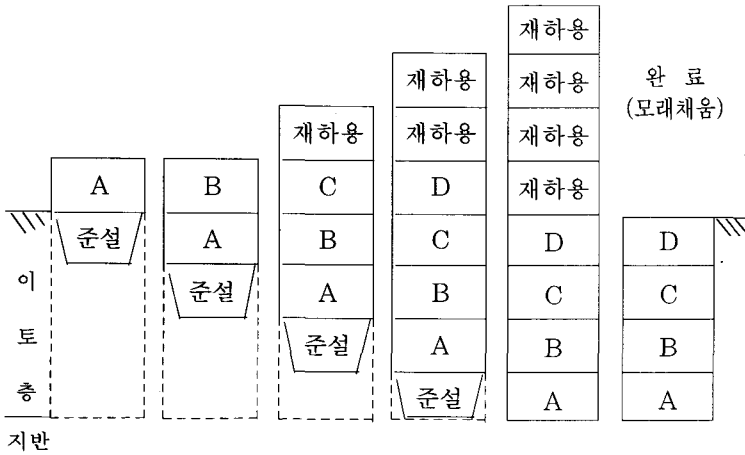 재하용
재하용 재하용 완 료
(모래채움)
재하용 재하용 재하용
A B C D 재하용
준설 A B C D D
이 준설 A B C C
토 준설 A B B
층 준설 A A
지반